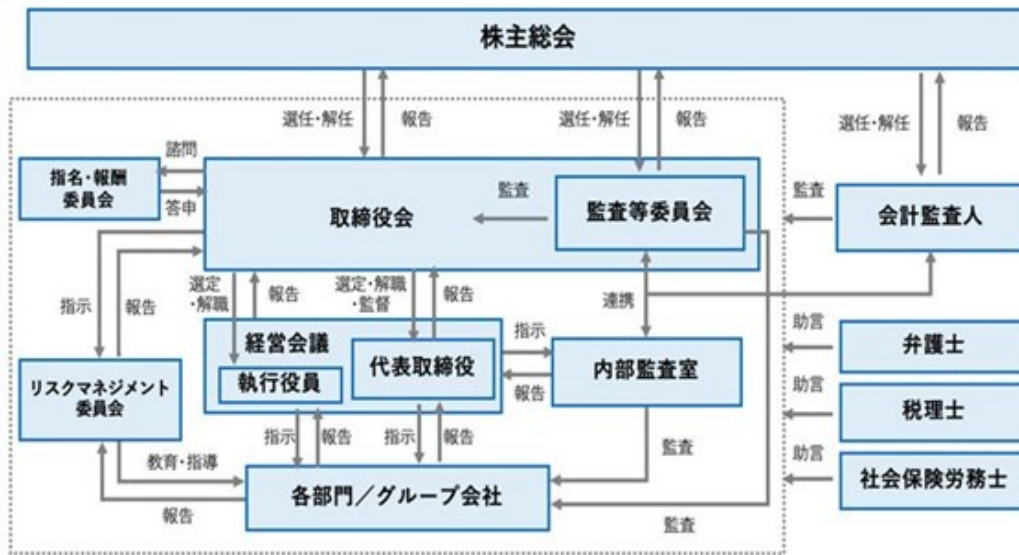 株主総会
選任・解任
報告
選任・解任
報告
選任・解任
報告
諮問
指名・報酬
委員会
答申
取締役会
監査
監査等委員会
監査
会計監査人
指示
報告
選定
・解職
報告
選定・解職
・監督
報告
連携
経営会議
執行役員
代表取締役
指示
報告
内部監査室
助言
弁護士
リスクマネジメント
委員会
助言
税理士
指示
報告
指示
報告
監査
教育・指導
助言
社会保険労務士
各部門／グループ会社
報告
監査